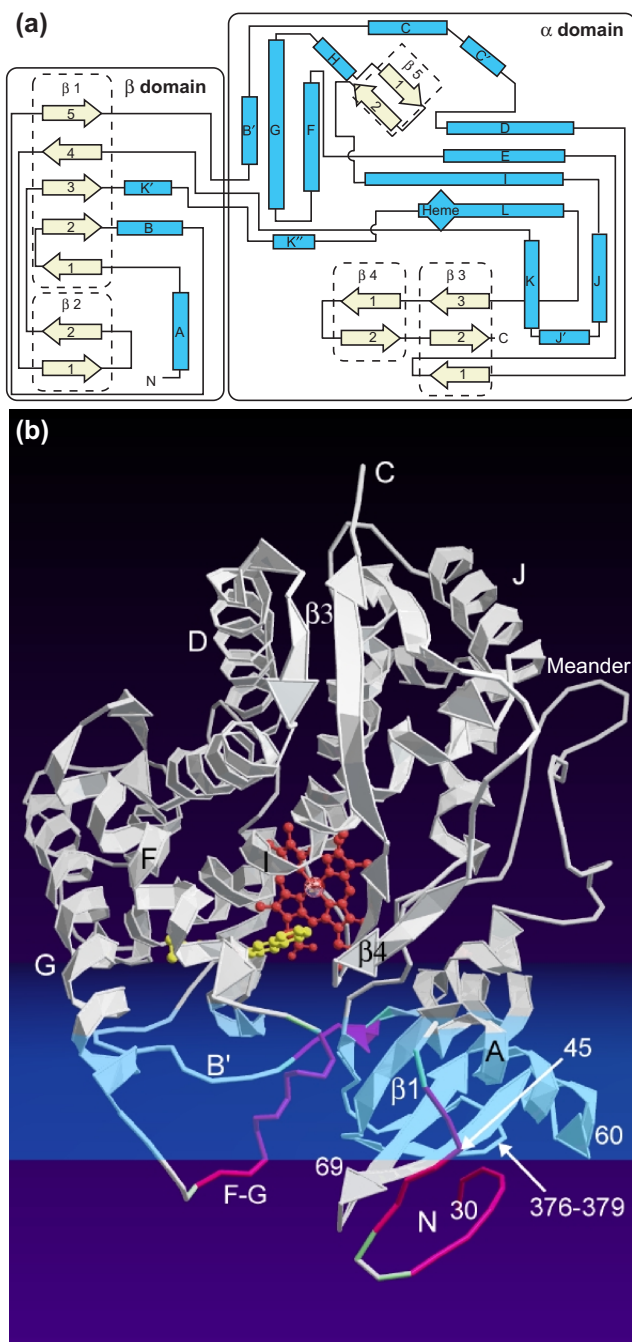 (a)
β domain
α domain
β 1
5
4
3
K'
2
B
1
β 2
2
1
A
N
B'
G
H
F
C
C'
β 5
1
2
D
E
I
Heme
L
K''
K
J
J'
β 4
1
2
β 3
3
2
C
1
(b)
C
J
β3
D
Meander
F
I
G
β4
B'
A
45
β1
60
69
F-G
N
30
376-379